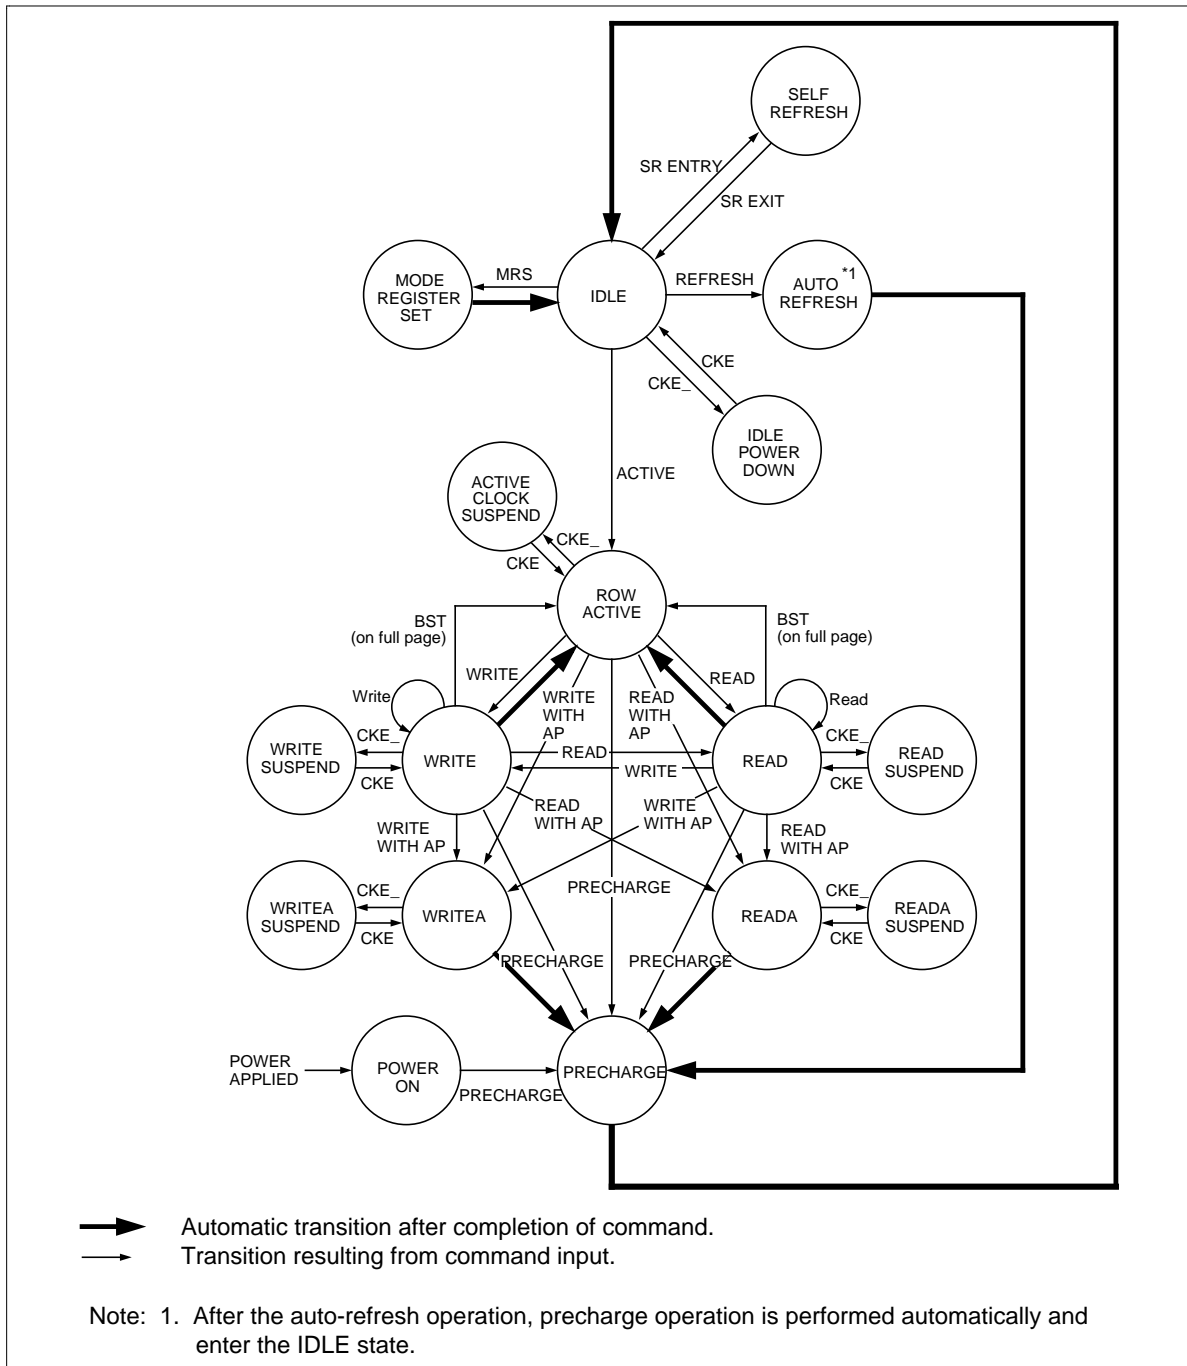 SELF
REFRESH
SR ENTRY
SR EXIT
MODE
REGISTER
SET
MRS
IDLE
REFRESH
AUTO *1
REFRESH
CKE
CKE_
IDLE
POWER
DOWN
ACTIVE
ACTIVE
CLOCK
SUSPEND
CKE_
CKE
ROW
ACTIVE
BST
(on full page)
BST
(on full page)
WRITE
READ
Write
WRITE
WITH
AP
READ
WITH
AP
Read
WRITE
SUSPEND
CKE_
CKE
WRITE
READ
WRITE
READ
CKE_
CKE
READ
SUSPEND
WRITE
WITH AP
READ
WITH AP
WRITE
WITH AP
READ
WITH AP
WRITEA
SUSPEND
CKE_
CKE
WRITEA
PRECHARGE
READA
CKE_
CKE
READA
SUSPEND
PRECHARGE
PRECHARGE
POWER
APPLIED
POWER
ON
PRECHARGE
PRECHARGE
Automatic transition after completion of command.
Transition resulting from command input.
Note: 1. After the auto-refresh operation, precharge operation is performed automatically and
enter the IDLE state.